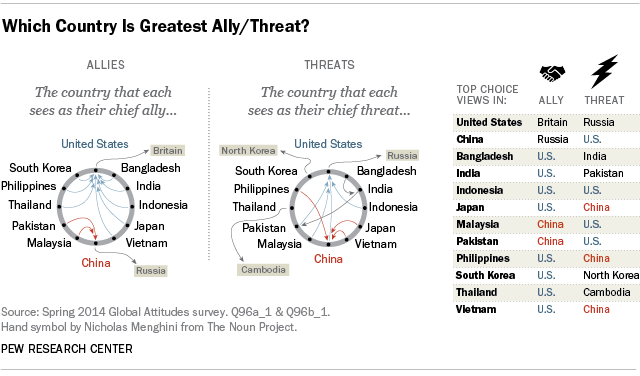 Which Country Is Greatest Ally/Threat?
ALLIES
The country that each
sees as their chief ally...
United States
Britain
South Korea
Bangladesh
Philippines
India
Thailand
Indonesia
Pakistan
Japan
Malaysia
Vietnam
China
Russia
THREATS
The country that each
sees as their chief threat...
North Korea
United States
Russia
South Korea
Bangladesh
Philippines
India
Thailand
Indonesia
Pakistan
Japan
Malaysia
Vietnam
China
Cambodia
TOP CHOICE
VIEWS IN: ALLY THREAT
United States Britain Russia
China Russia U.S.
Bangladesh U.S. India
India U.S. Pakistan
Indonesia U.S. U.S.
Japan U.S. China
Malaysia China U.S.
Pakistan China U.S.
Philippines U.S. China
South Korea U.S. North Korea
Thailand U.S. Cambodia
Vietnam U.S. China
Source: Spring 2014 Global Attitudes survey. Q96a_1 & Q96b_1.
Hand symbol by Nicholas Menghini from The Noun Project.
PEW RESEARCH CENTER